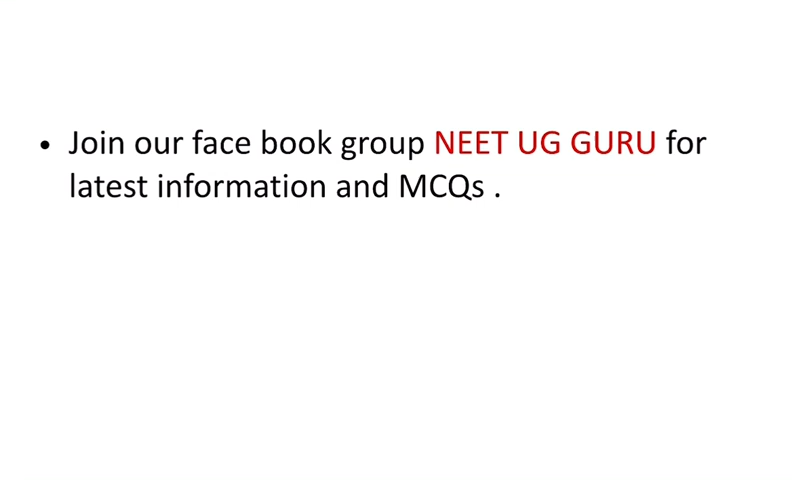 • Join our face book group NEET UG GURU for
latest information and MCQs .